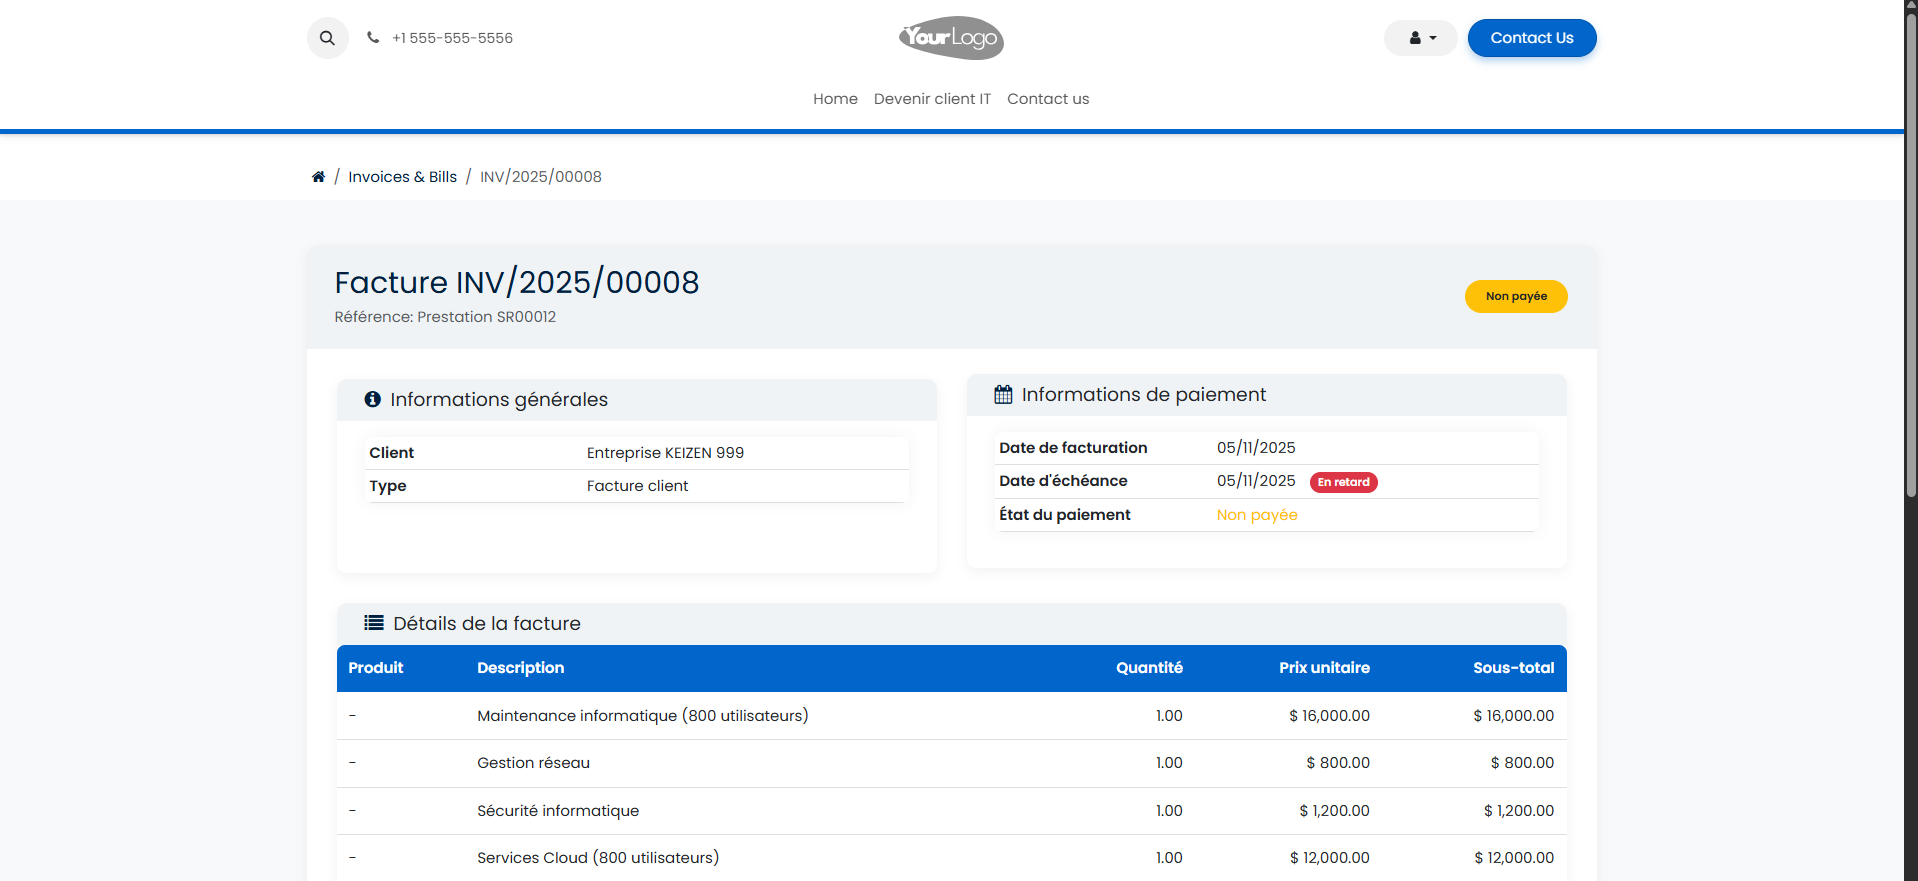 +1 555-555-5556
YourLogo
Contact Us
Home Devenir client IT Contact us
/ Invoices & Bills / INV/2025/00008
Facture INV/2025/00008
Référence: Prestation SR00012
Non payée
Informations générales
Client Entreprise KEIZEN 999
Type Facture client
Informations de paiement
Date de facturation 05/11/2025
Date d'échéance 05/11/2025 En retard
État du paiement Non payée
Détails de la facture
Produit Description Quantité Prix unitaire Sous-total
- Maintenance informatique (800 utilisateurs) 1.00 $ 16,000.00 $ 16,000.00
- Gestion réseau 1.00 $ 800.00 $ 800.00
- Sécurité informatique 1.00 $ 1,200.00 $ 1,200.00
- Services Cloud (800 utilisateurs) 1.00 $ 12,000.00 $ 12,000.00